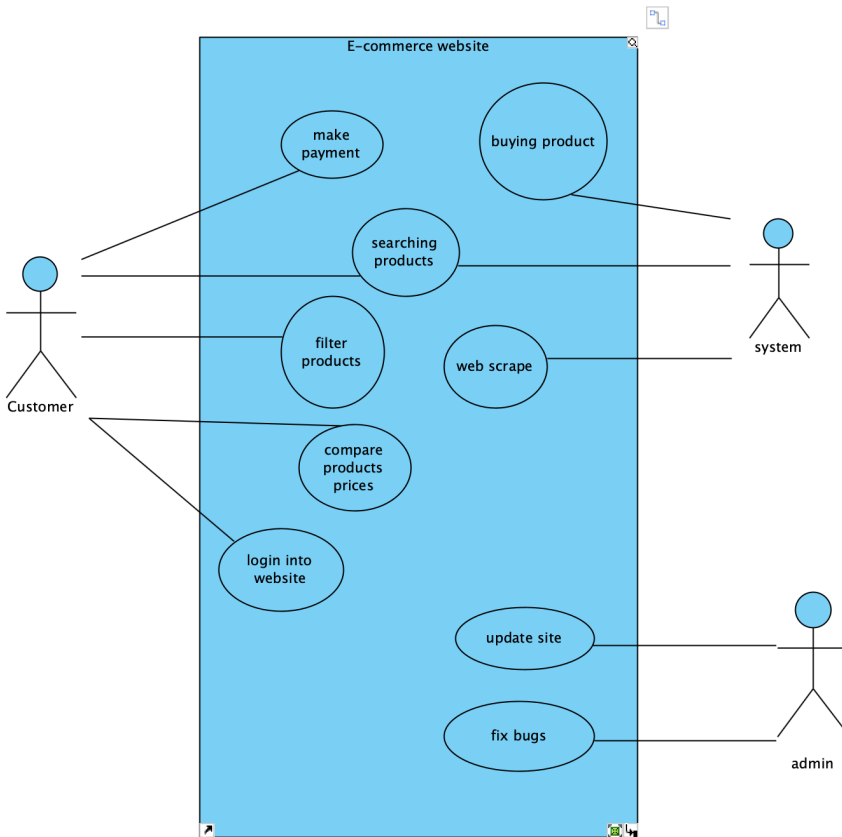 E-commerce website
make
payment
buying product
searching
products
system
filter
products
web scrape
Customer
compare
products
prices
login into
website
update site
fix bugs
admin